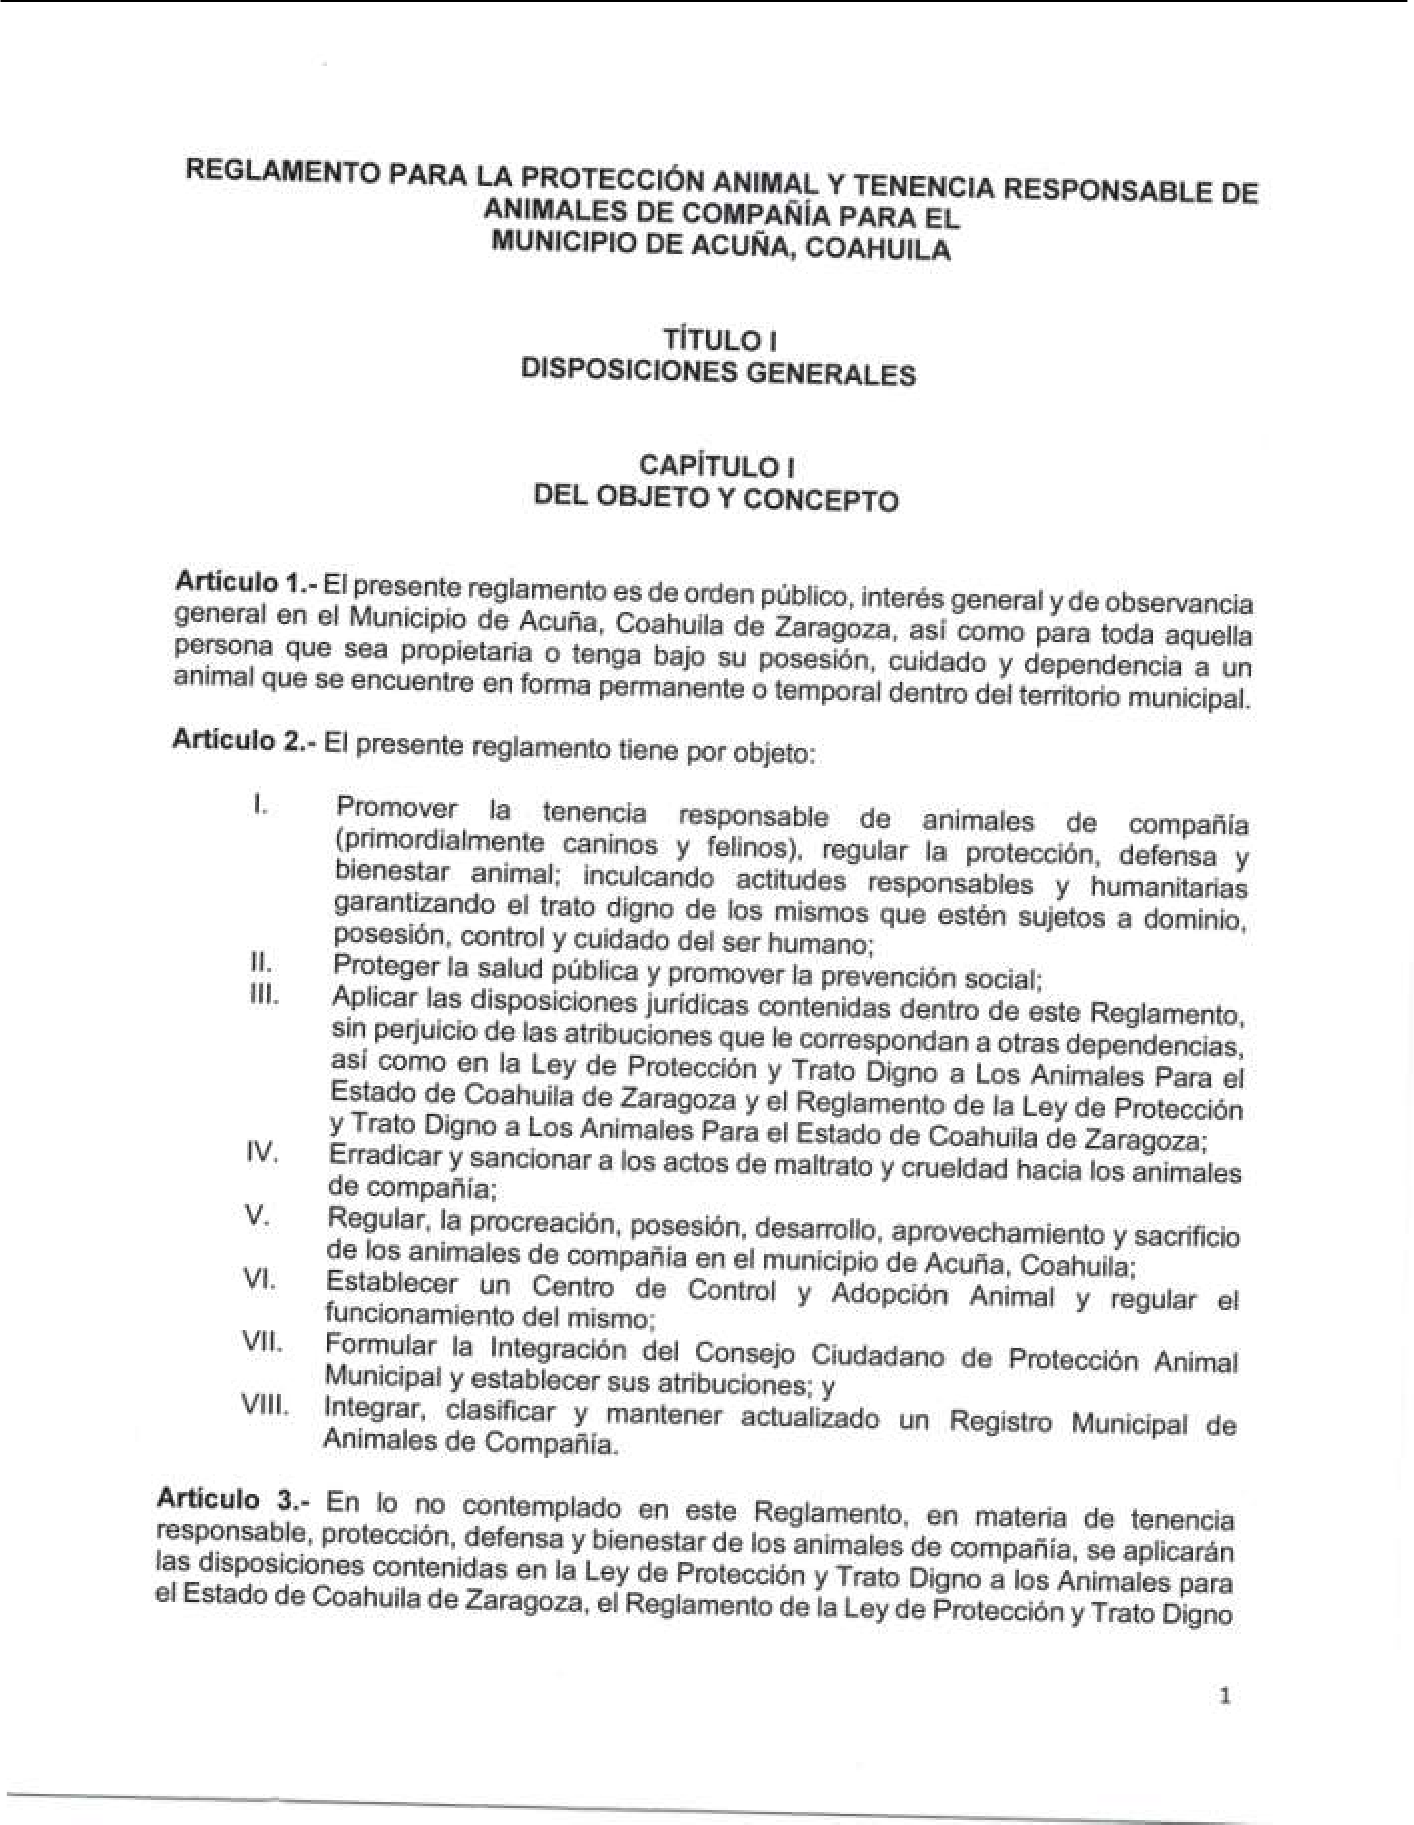 REGLAMENTO PARA LA PROTECCIÓN ANIMAL Y TENENCIA RESPONSABLE DE
ANIMALES DE COMPAÑÍA PARA EL
MUNICIPIO DE ACUÑA, COAHUILA
TÍTULO I
DISPOSICIONES GENERALES
CAPÍTULO I
DEL OBJETO Y CONCEPTO
Artículo 1.- El presente reglamento es de orden público, interés general y de observancia
general en el Municipio de Acuña, Coahuila de Zaragoza, así como para toda aquella
persona que sea propietaria o tenga bajo su posesión, cuidado y dependencia a un
animal que se encuentre en forma permanente o temporal dentro del territorio municipal.
Artículo 2.- El presente reglamento tiene por objeto:
I. Promover la tenencia responsable de animales de compañía
(primordialmente caninos y felinos), regular la protección, defensa y
bienestar animal; inculcando actitudes responsables y humanitarias
garantizando el trato digno de los mismos que estén sujetos a dominio,
posesión, control y cuidado del ser humano;
II. Proteger la salud pública y promover la prevención social;
III. Aplicar las disposiciones jurídicas contenidas dentro de este Reglamento,
sin perjuicio de las atribuciones que le correspondan a otras dependencias,
así como en la Ley de Protección y Trato Digno a Los Animales Para el
Estado de Coahuila de Zaragoza y el Reglamento de la Ley de Protección
y Trato Digno a Los Animales Para el Estado de Coahuila de Zaragoza;
IV. Erradicar y sancionar a los actos de maltrato y crueldad hacia los animales
de compañía;
V. Regular, la procreación, posesión, desarrollo, aprovechamiento y sacrificio
de los animales de compañía en el municipio de Acuña, Coahuila;
VI. Establecer un Centro de Control y Adopción Animal y regular el
funcionamiento del mismo;
VII. Formular la Integración del Consejo Ciudadano de Protección Animal
Municipal y establecer sus atribuciones; y
VIII. Integrar, clasificar y mantener actualizado un Registro Municipal de
Animales de Compañía.
Artículo 3.- En lo no contemplado en este Reglamento, en materia de tenencia
responsable, protección, defensa y bienestar de los animales de compañía, se aplicarán
las disposiciones contenidas en la Ley de Protección y Trato Digno a los Animales para
el Estado de Coahuila de Zaragoza, el Reglamento de la Ley de Protección y Trato Digno
1